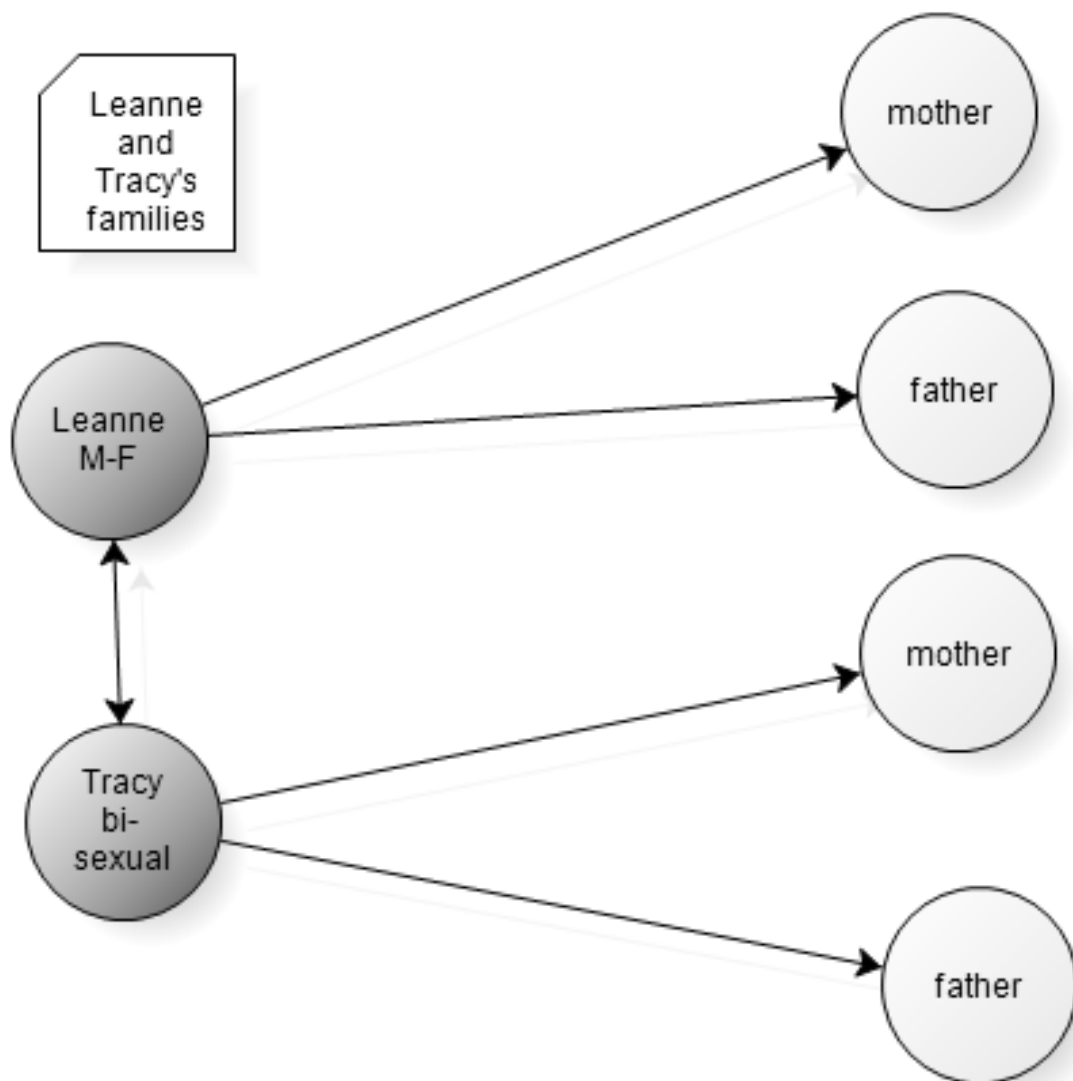 Leanne
and
Tracy's
families
mother
father
Leanne
M-F
mother
Tracy
bi-
sexual
father